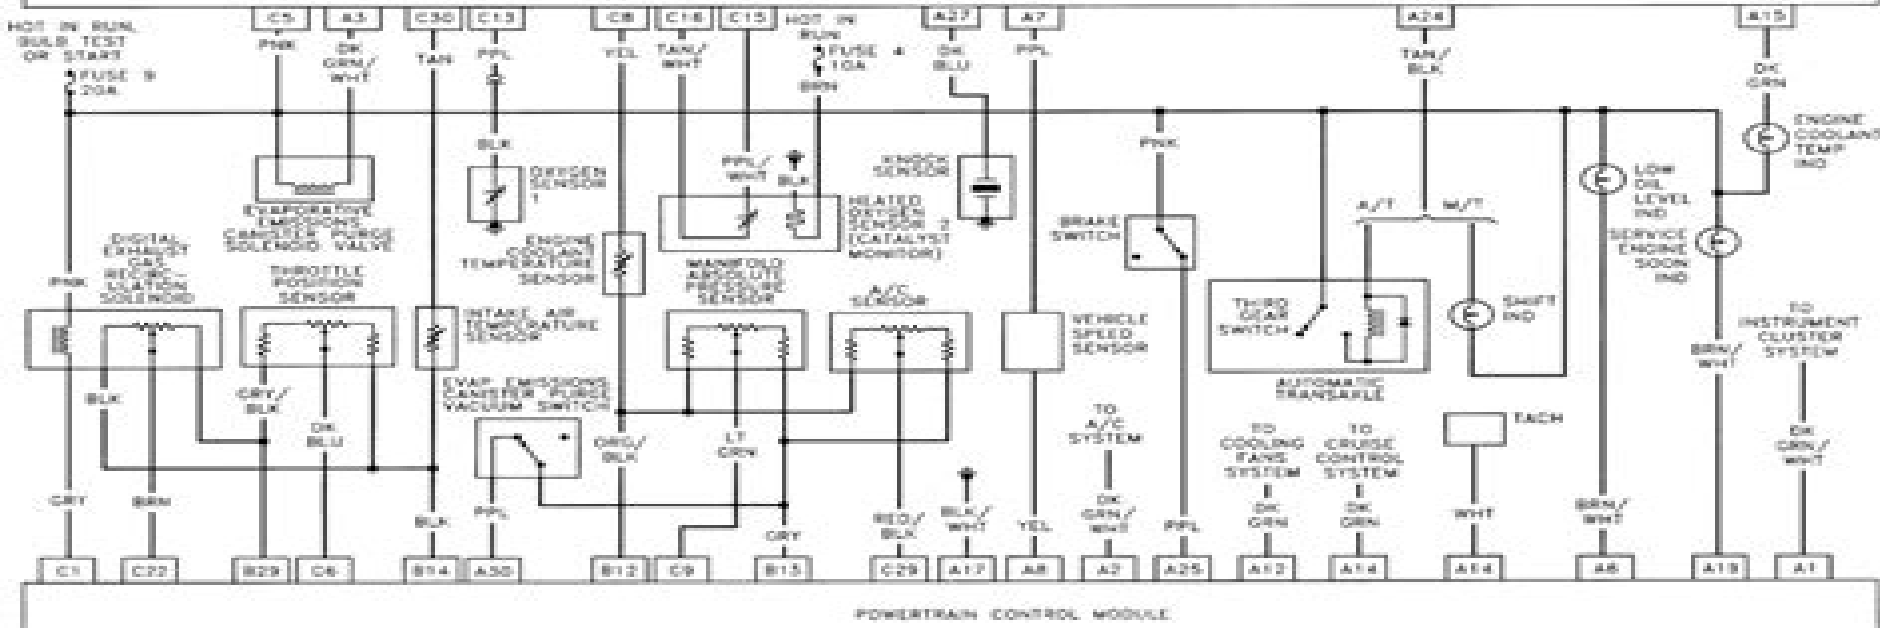 C5
A3
C30
C13
C8
C16
C15
A27
A7
A24
A15
HOT IN RUN,
BULB TEST
OR START
FUSE 9
20A
PNK
DK
GRN/
WHT
TAN
PPL
YEL
TAN/
WHT
HOT IN
RUN
FUSE 4
10A
BRN
DK
BLU
PPL
TAN/
BLK
DK
GRN
ENGINE
COOLANT
TEMP
IND
BLK
OXYGEN
SENSOR
1
PPL/
WHT
BLK
KNOCK
SENSOR
PNK
LOW
OIL
LEVEL
IND
EVAPORATIVE
EMISSIONS
CANISTER PURGE
SOLENOID VALVE
HEATED
OXYGEN
SENSOR 2
(CATALYST
MONITOR)
BRAKE
SWITCH
A/T
M/T
SERVICE
ENGINE
SOON
IND
DIGITAL
EXHAUST
GAS
RECIRC-
ULATION
SOLENOID
THROTTLE
POSITION
SENSOR
ENGINE
COOLANT
TEMPERATURE
SENSOR
MANIFOLD
ABSOLUTE
PRESSURE
SENSOR
A/C
SENSOR
PNK
INTAKE AIR
TEMPERATURE
SENSOR
VEHICLE
SPEED
SENSOR
THIRD
GEAR
SWITCH
SHIFT
IND
TO
INSTRUMENT
CLUSTER
SYSTEM
BRN/
WHT
AUTOMATIC
TRANSAXLE
EVAP EMISSIONS
CANISTER PURGE
VACUUM SWITCH
BLK
GRY/
BLK
DK
BLU
ORG/
BLK
LT
GRN
TO
A/C
SYSTEM
TO
COOLING
FANS
SYSTEM
TO
CRUISE
CONTROL
SYSTEM
TACH
DK
GRN/
WHT
GRY
BRN
BLK
PPL
GRY
RED/
BLK
BLK/
WHT
YEL
DK
GRN/
WHT
PPL
DK
GRN
DK
GRN
WHT
BRN/
WHT
C1
C22
B29
C6
B14
A30
B12
C9
B13
C29
A17
A8
A2
A25
A12
A14
A6
A19
A1
POWERTRAIN CONTROL MODULE